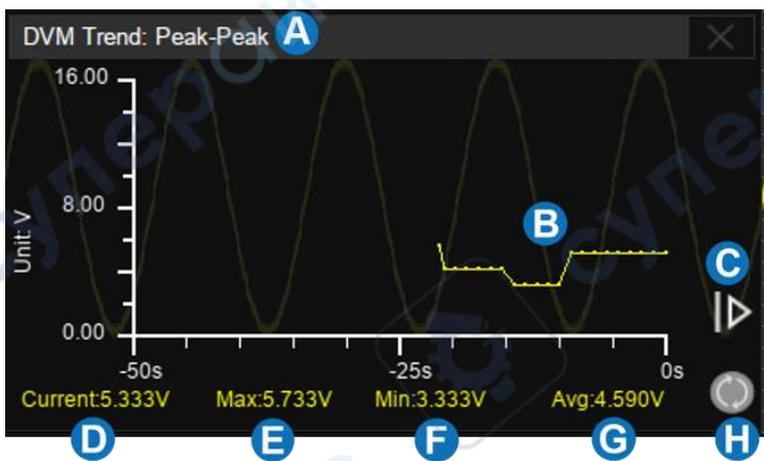 DVM Trend: Peak-Peak A
16.00
8.00
0.00
Unit: V
B
C
-50s
-25s
0s
Current:5.333V Max:5.733V Min:3.333V Avg:4.590V
D E F G H